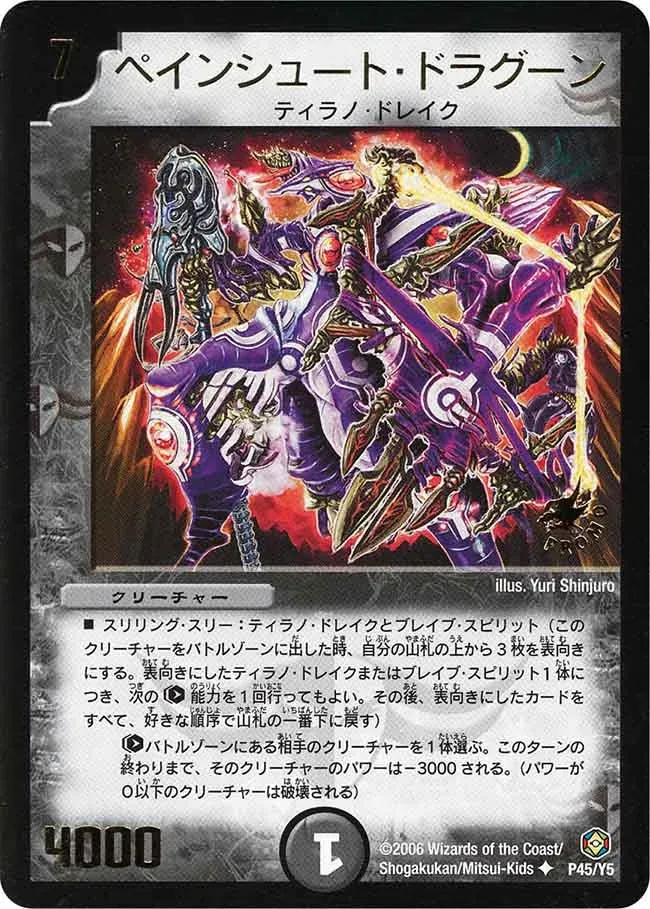 7
ペインシュート・ドラグーン
ティラノ・ドレイク
PROMO
illus. Yuri Shinjuro
クリーチャー
■ スリリング・スリー：ティラノ・ドレイクとブレイブ・スピリット（この
クリーチャーをバトルゾーンに出した時、自分の山札の上から3枚を表向き
にする。表向きにしたティラノ・ドレイクまたはブレイブ・スピリット1体に
つき、次の 能力を1回行ってもよい。その後、表向きにしたカードを
すべて、好きな順序で山札の一番下に戻す）
バトルゾーンにある相手のクリーチャーを1体選ぶ。このターンの
終わりまで、そのクリーチャーのパワーは－3000される。（パワーが
0以下のクリーチャーは破壊される）
4000
1
©2006 Wizards of the Coast/
Shogakukan/Mitsui-Kids
P45/Y5